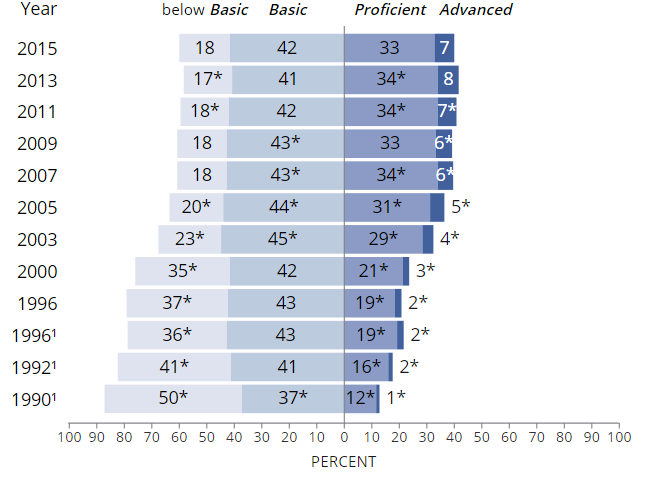 Year below Basic Basic Proficient Advanced
2015 18 42 33 7
2013 17* 41 34* 8
2011 18* 42 34* 7*
2009 18 43* 33 6*
2007 18 43* 34* 6*
2005 20* 44* 31* 5*
2003 23* 45* 29* 4*
2000 35* 42 21* 3*
1996 37* 43 19* 2*
1996¹ 36* 43 19* 2*
1992¹ 41* 41 16* 2*
1990¹ 50* 37* 12* 1*
100 90 80 70 60 50 40 30 20 10 0 10 20 30 40 50 60 70 80 90 100
PERCENT